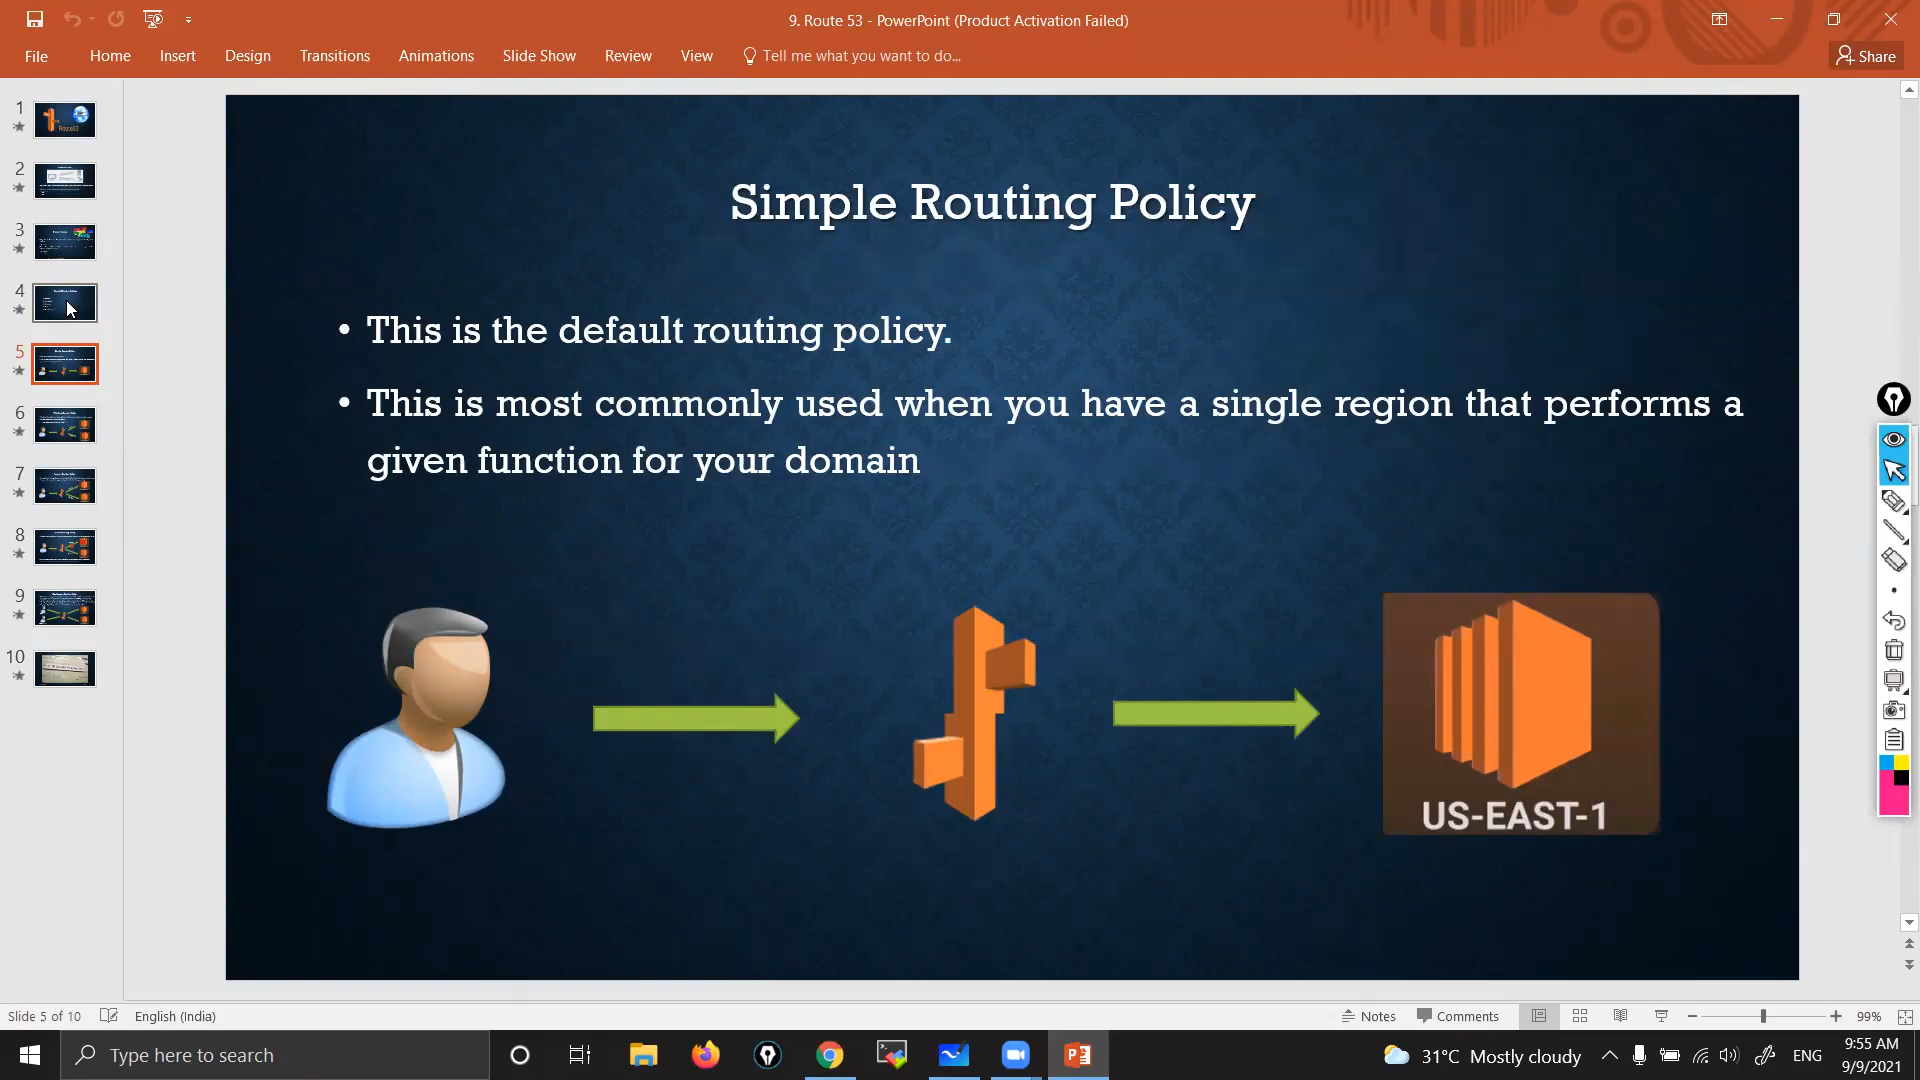 9. Route 53 - PowerPoint (Product Activation Failed)
File Home Insert Design Transitions Animations Slide Show Review View Tell me what you want to do... Share
1
2
3
4
5
6
7
8
9
10
Simple Routing Policy
• This is the default routing policy.
• This is most commonly used when you have a single region that performs a
given function for your domain
US-EAST-1
Slide 5 of 10 English (India) Notes Comments 99%
Type here to search 31°C Mostly cloudy ENG 9:55 AM
9/9/2021